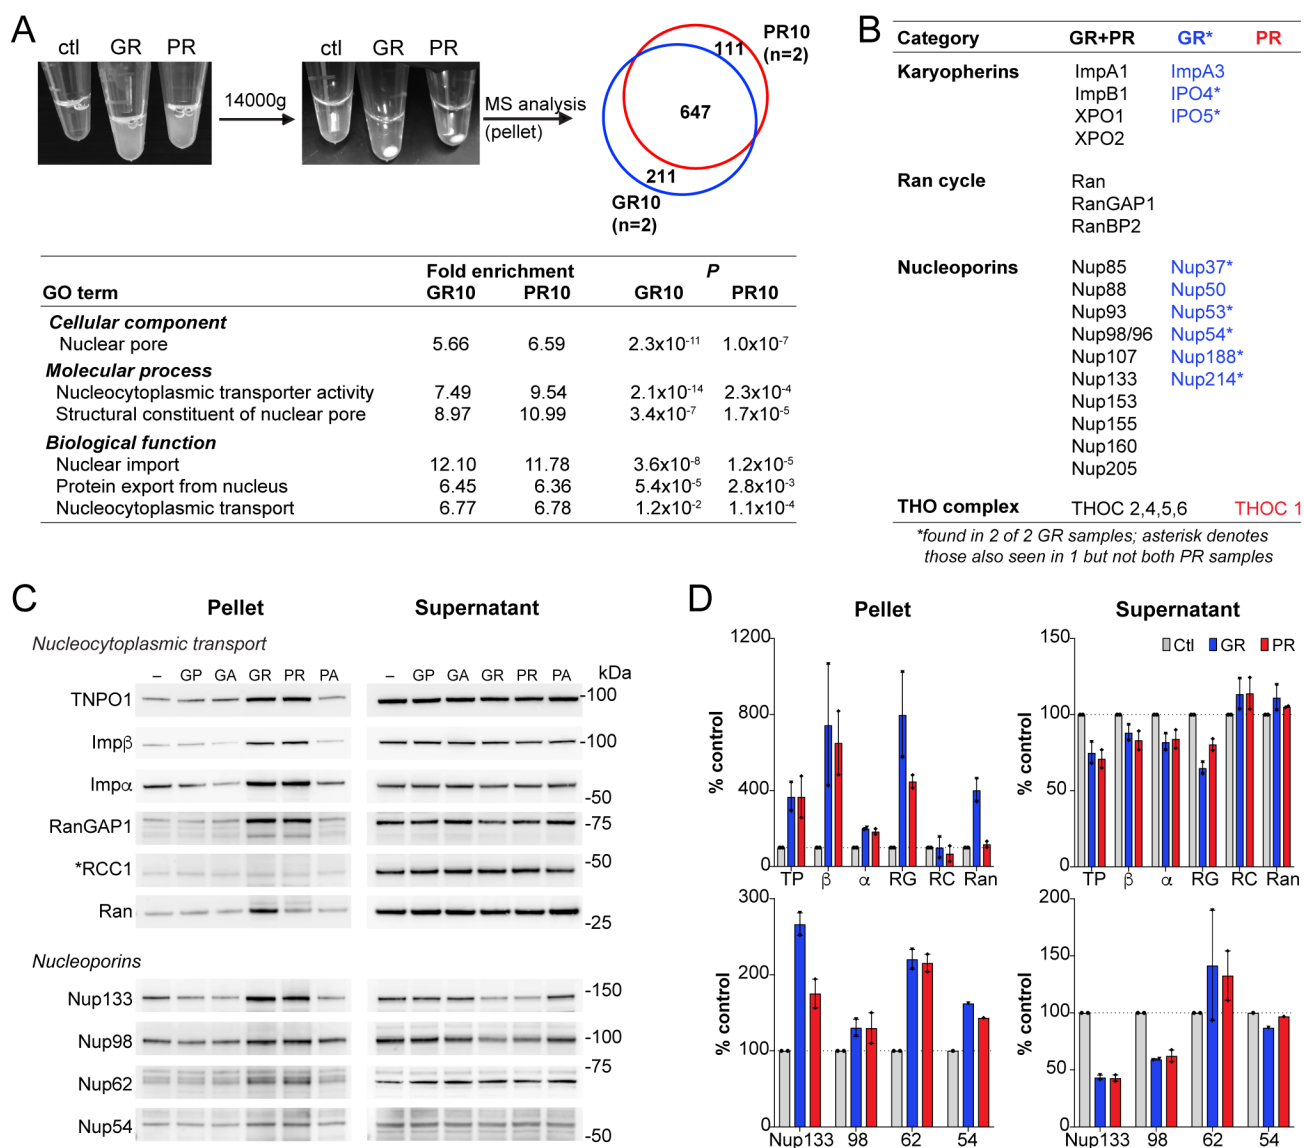 A
ctl GR PR
14000g
ctl GR PR
MS analysis
(pellet)
PR10
(n=2)
111
647
211
GR10
(n=2)
Fold enrichment P
GO term GR10 PR10 GR10 PR10
Cellular component
Nuclear pore 5.66 6.59 2.3x10⁻¹¹ 1.0x10⁻⁷
Molecular process
Nucleocytoplasmic transporter activity 7.49 9.54 2.1x10⁻¹⁴ 2.3x10⁻⁴
Structural constituent of nuclear pore 8.97 10.99 3.4x10⁻⁷ 1.7x10⁻⁵
Biological function
Nuclear import 12.10 11.78 3.6x10⁻⁸ 1.2x10⁻⁵
Protein export from nucleus 6.45 6.36 5.4x10⁻⁵ 2.8x10⁻³
Nucleocytoplasmic transport 6.77 6.78 1.2x10⁻² 1.1x10⁻⁴
B
Category GR+PR GR* PR
Karyopherins ImpA1 ImpA3
ImpB1 IPO4*
XPO1 IPO5*
XPO2
Ran cycle Ran
RanGAP1
RanBP2
Nucleoporins Nup85 Nup37*
Nup88 Nup50
Nup93 Nup53*
Nup98/96 Nup54*
Nup107 Nup188*
Nup133 Nup214*
Nup153
Nup155
Nup160
Nup205
THO complex THOC 2,4,5,6 THOC 1
*found in 2 of 2 GR samples; asterisk denotes
those also seen in 1 but not both PR samples
C
Pellet Supernatant
Nucleocytoplasmic transport
– GP GA GR PR PA – GP GA GR PR PA kDa
TNPO1 -100
Impβ -100
Impα -50
RanGAP1 -75
*RCC1 -50
Ran -25
Nucleoporins
Nup133 -150
Nup98 -100
-75
Nup62
Nup54 -50
D
Pellet
% control
1200
800
400
100
0
TP β α RG RC Ran
Supernatant
Ctl GR PR
% control
150
100
50
0
TP β α RG RC Ran
% control
300
200
100
0
Nup133 98 62 54
% control
200
150
100
50
0
Nup133 98 62 54